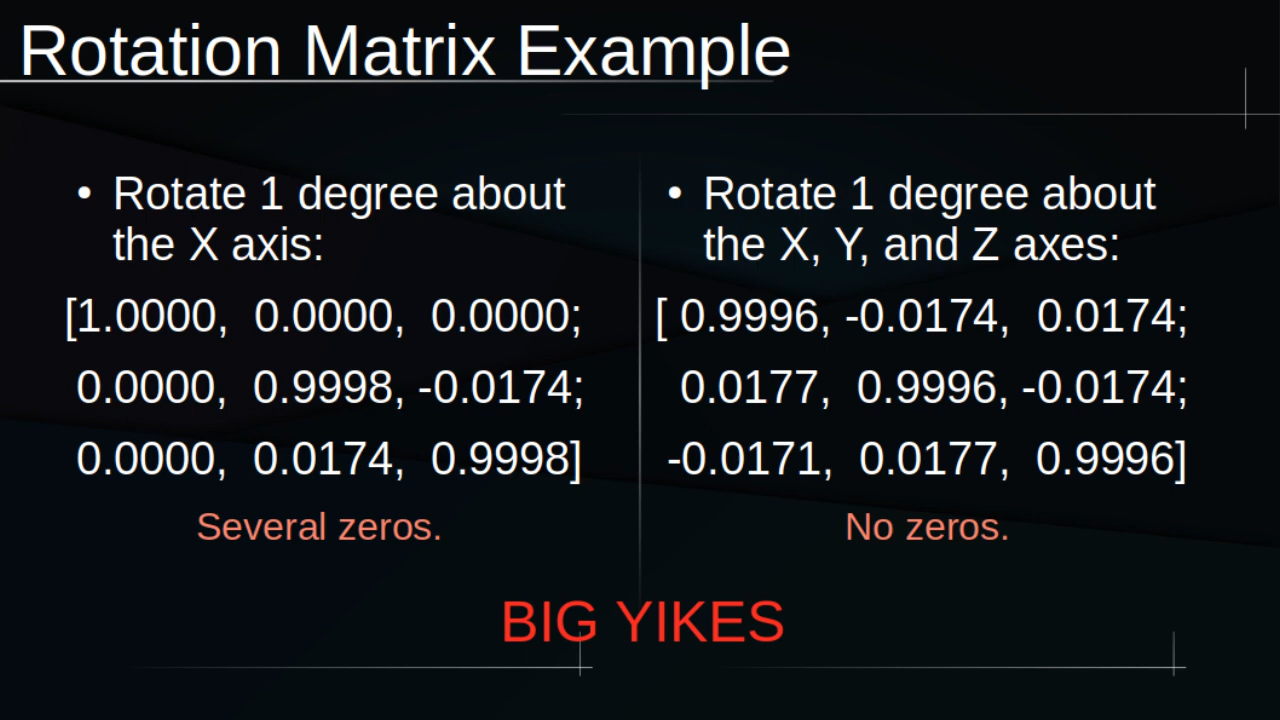 Rotation Matrix Example
• Rotate 1 degree about
the X axis:
[1.0000, 0.0000, 0.0000;
0.0000, 0.9998, -0.0174;
0.0000, 0.0174, 0.9998]
Several zeros.
• Rotate 1 degree about
the X, Y, and Z axes:
[ 0.9996, -0.0174, 0.0174;
0.0177, 0.9996, -0.0174;
-0.0171, 0.0177, 0.9996]
No zeros.
BIG YIKES